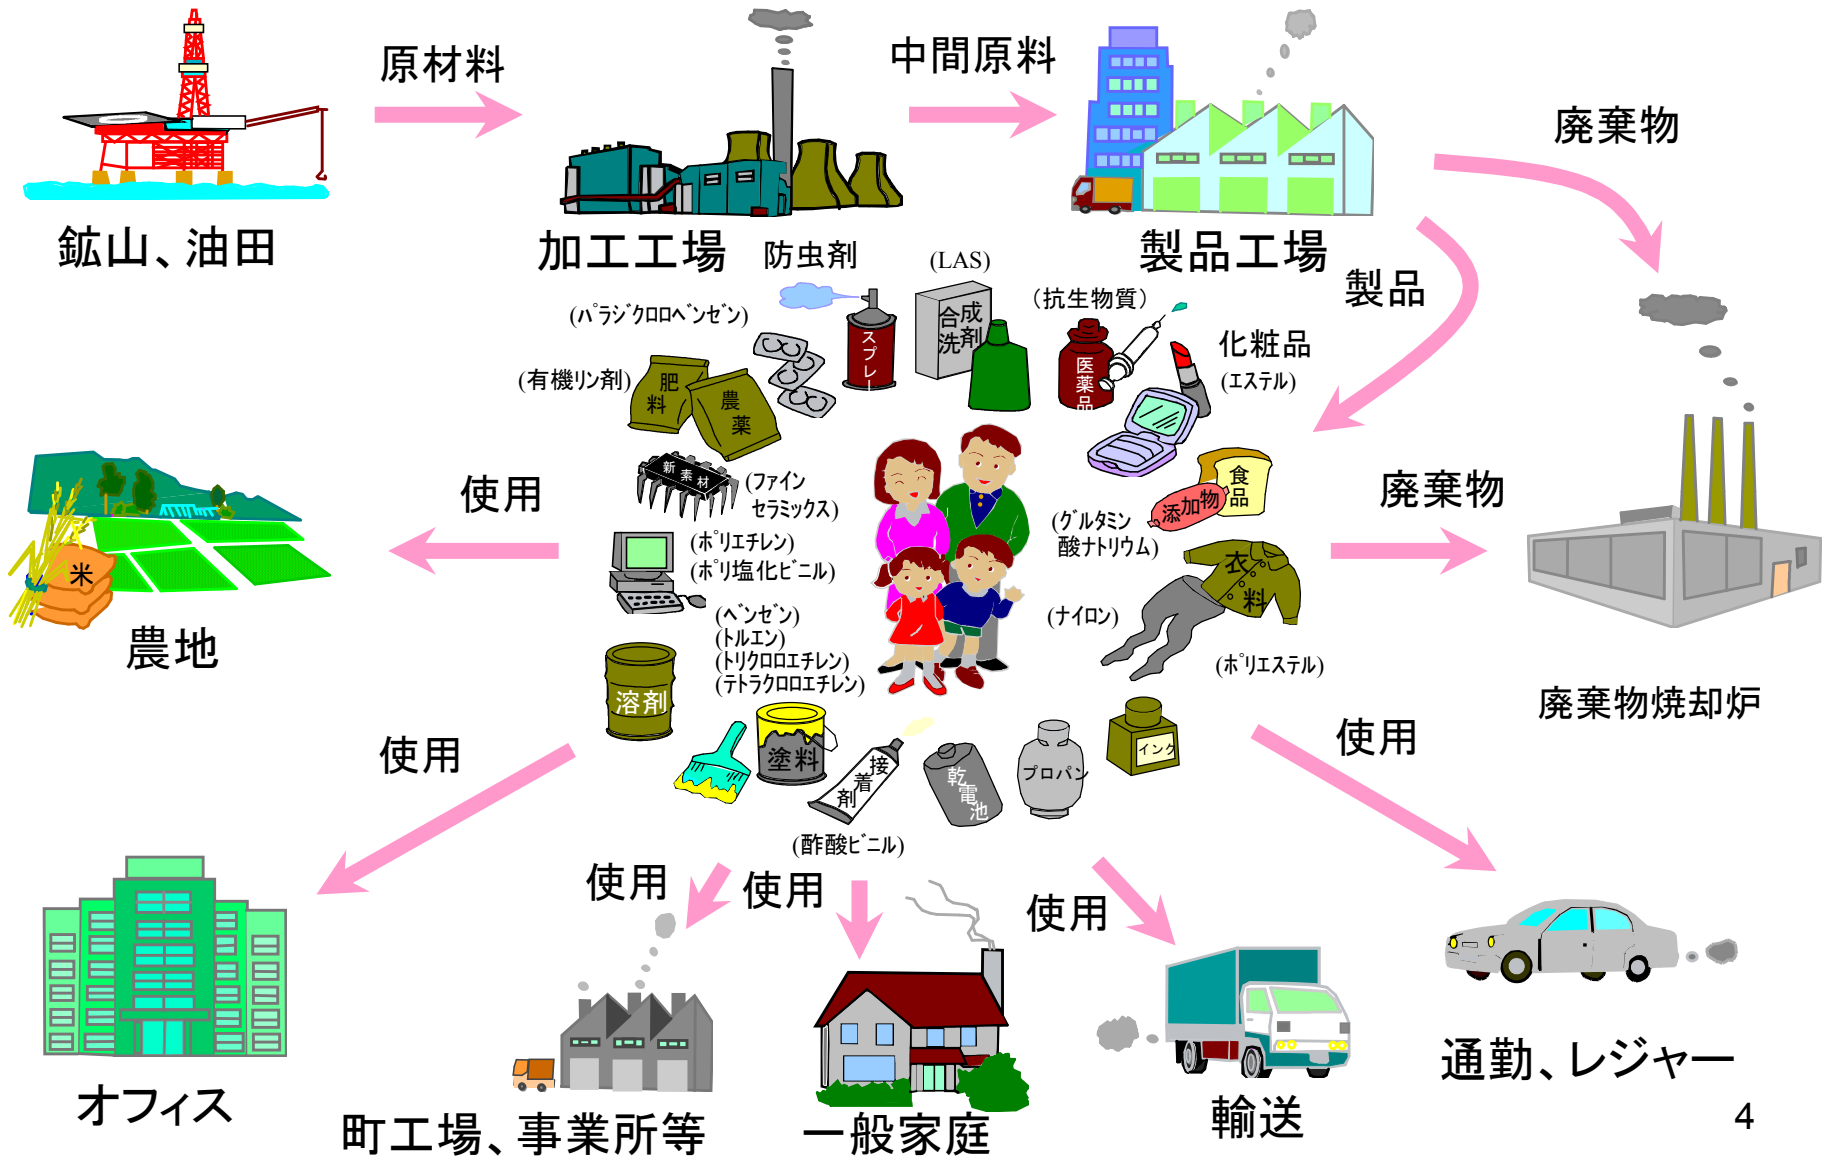 原材料
中間原料
廃棄物
鉱山、油田
加工工場
製品工場
製品
防虫剤
(LAS)
(抗生物質)
(ﾊﾟﾗｼﾞｸﾛﾛﾍﾞﾝｾﾞﾝ)
スプレー
合成
洗剤
医薬品
化粧品
(ｴｽﾃﾙ)
(有機ﾘﾝ剤)
肥料
農薬
新素材
(ﾌｧｲﾝ
ｾﾗﾐｯｸｽ)
食品
添加物
(ｸﾞﾙﾀﾐﾝ
酸ﾅﾄﾘｳﾑ)
使用
廃棄物
(ﾎﾟﾘｴﾁﾚﾝ)
(ﾎﾟﾘ塩化ﾋﾞﾆﾙ)
米
農地
衣料
(ﾅｲﾛﾝ)
(ﾎﾟﾘｴｽﾃﾙ)
(ﾍﾞﾝｾﾞﾝ)
(ﾄﾙｴﾝ)
(ﾄﾘｸﾛﾛｴﾁﾚﾝ)
(ﾃﾄﾗｸﾛﾛｴﾁﾚﾝ)
溶剤
廃棄物焼却炉
使用
塗料
接着剤
乾電池
プロパン
インク
使用
(酢酸ﾋﾞﾆﾙ)
使用
使用
使用
オフィス
町工場、事業所等
一般家庭
輸送
通勤、レジャー
4